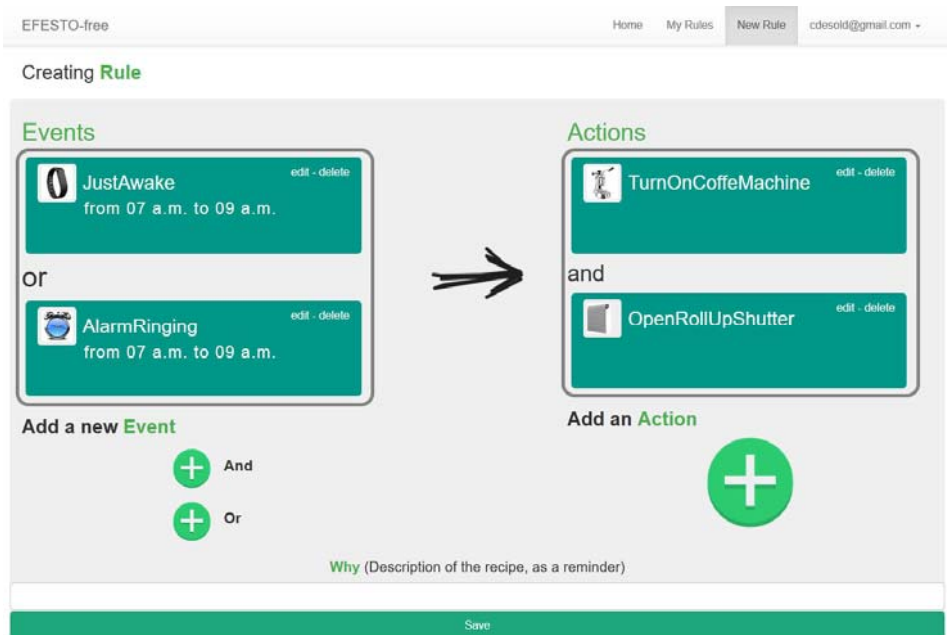 EFESTO-free
Home My Rules New Rule cdesold@gmail.com
Creating Rule
Events
JustAwake
edit - delete
from 07 a.m. to 09 a.m.
or
AlarmRinging
edit - delete
from 07 a.m. to 09 a.m.
Add a new Event
And
Or
Actions
TurnOnCoffeMachine
edit - delete
and
OpenRollUpShutter
edit - delete
Add an Action
Why (Description of the recipe, as a reminder)
Save